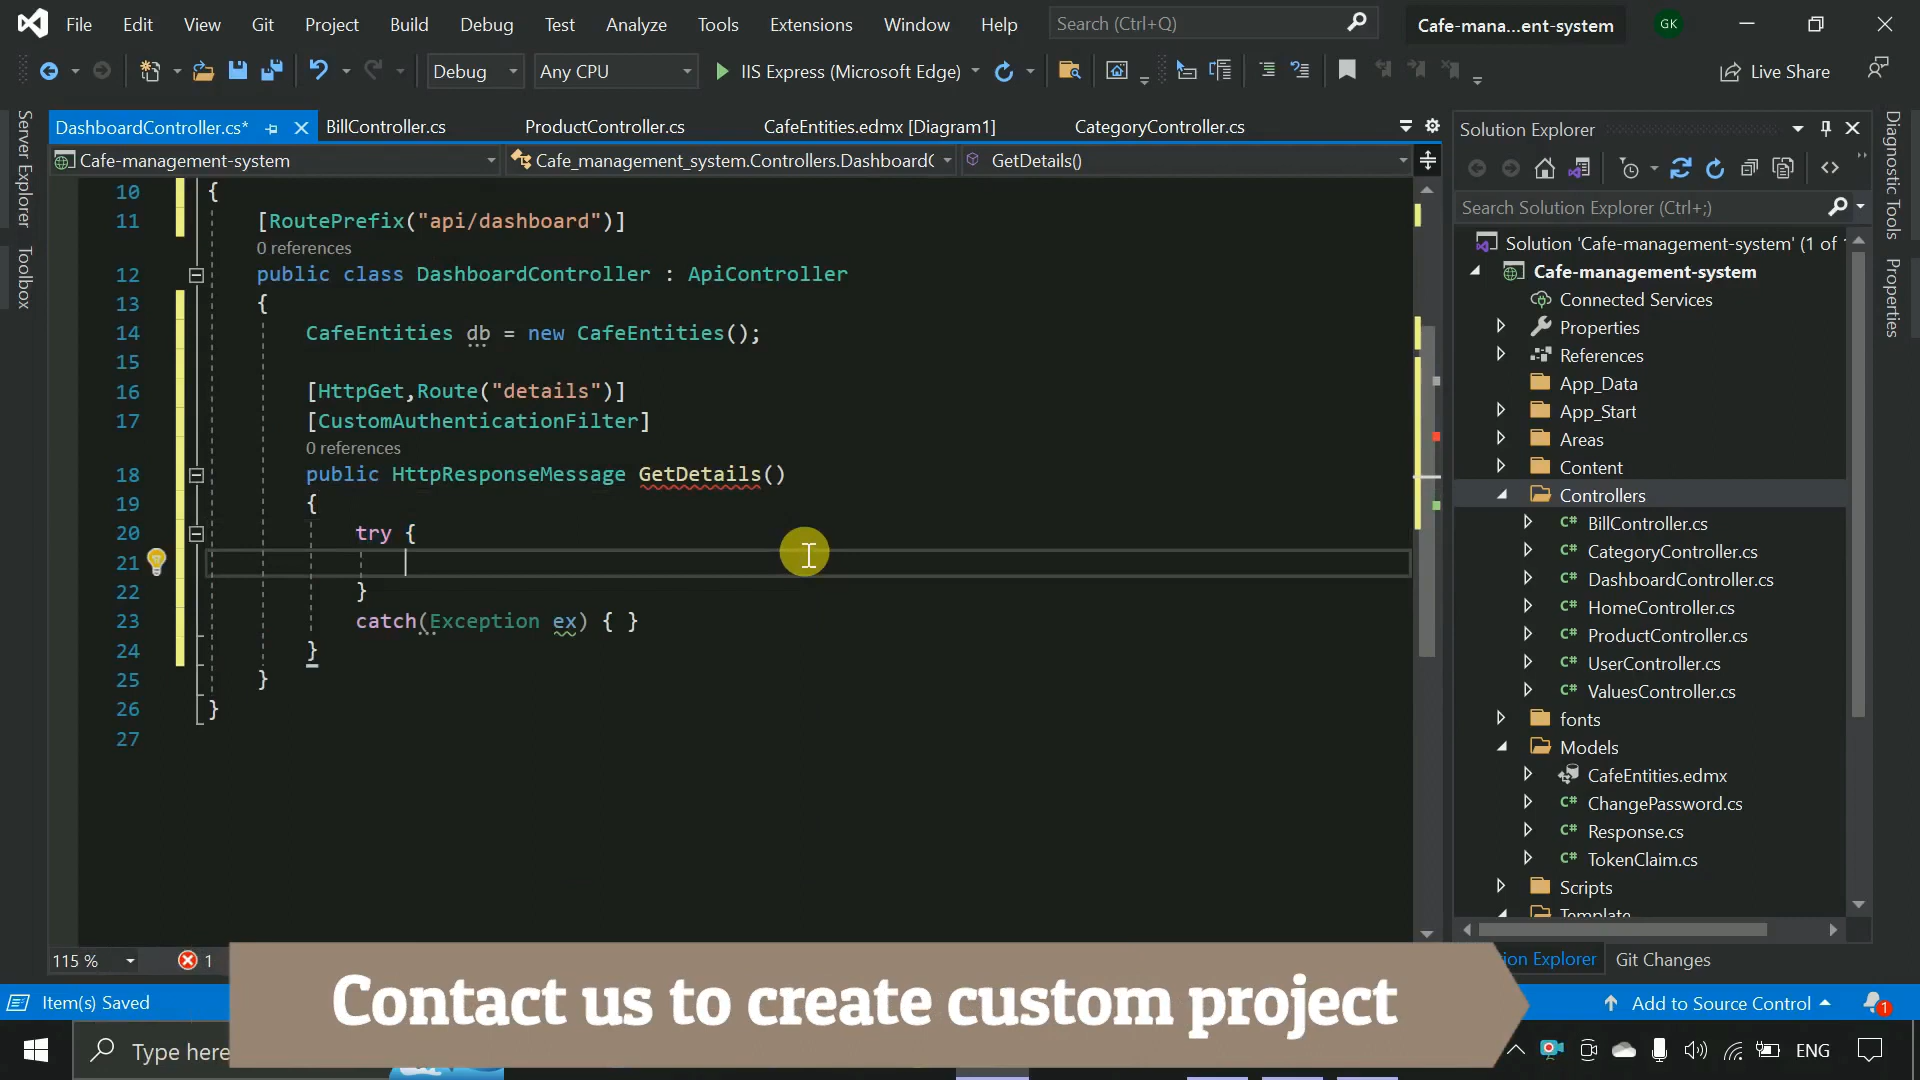 File Edit View Git Project Build Debug Test Analyze Tools Extensions Window Help Search (Ctrl+Q) Cafe-mana...ent-system GK
Debug Any CPU IIS Express (Microsoft Edge) Live Share
DashboardController.cs* BillController.cs ProductController.cs CafeEntities.edmx [Diagram1] CategoryController.cs
Cafe-management-system Cafe_management_system.Controllers.DashboardC GetDetails()
10 {
11 [RoutePrefix("api/dashboard")]
0 references
12 public class DashboardController : ApiController
13 {
14 CafeEntities db = new CafeEntities();
15
16 [HttpGet,Route("details")]
17 [CustomAuthenticationFilter]
0 references
18 public HttpResponseMessage GetDetails()
19 {
20 try {
21
22 }
23 catch(Exception ex) { }
24 }
25 }
26 }
27
115 % 1
Item(s) Saved
Server Explorer
Toolbox
Solution Explorer
Search Solution Explorer (Ctrl+;)
Solution 'Cafe-management-system' (1 of
Cafe-management-system
Connected Services
Properties
References
App_Data
App_Start
Areas
Content
Controllers
BillController.cs
CategoryController.cs
DashboardController.cs
HomeController.cs
ProductController.cs
UserController.cs
ValuesController.cs
fonts
Models
CafeEntities.edmx
ChangePassword.cs
Response.cs
TokenClaim.cs
Scripts
Template
Explorer Git Changes
Diagnostic Tools
Properties
Add to Source Control 1
Contact us to create custom project
Type here
ENG